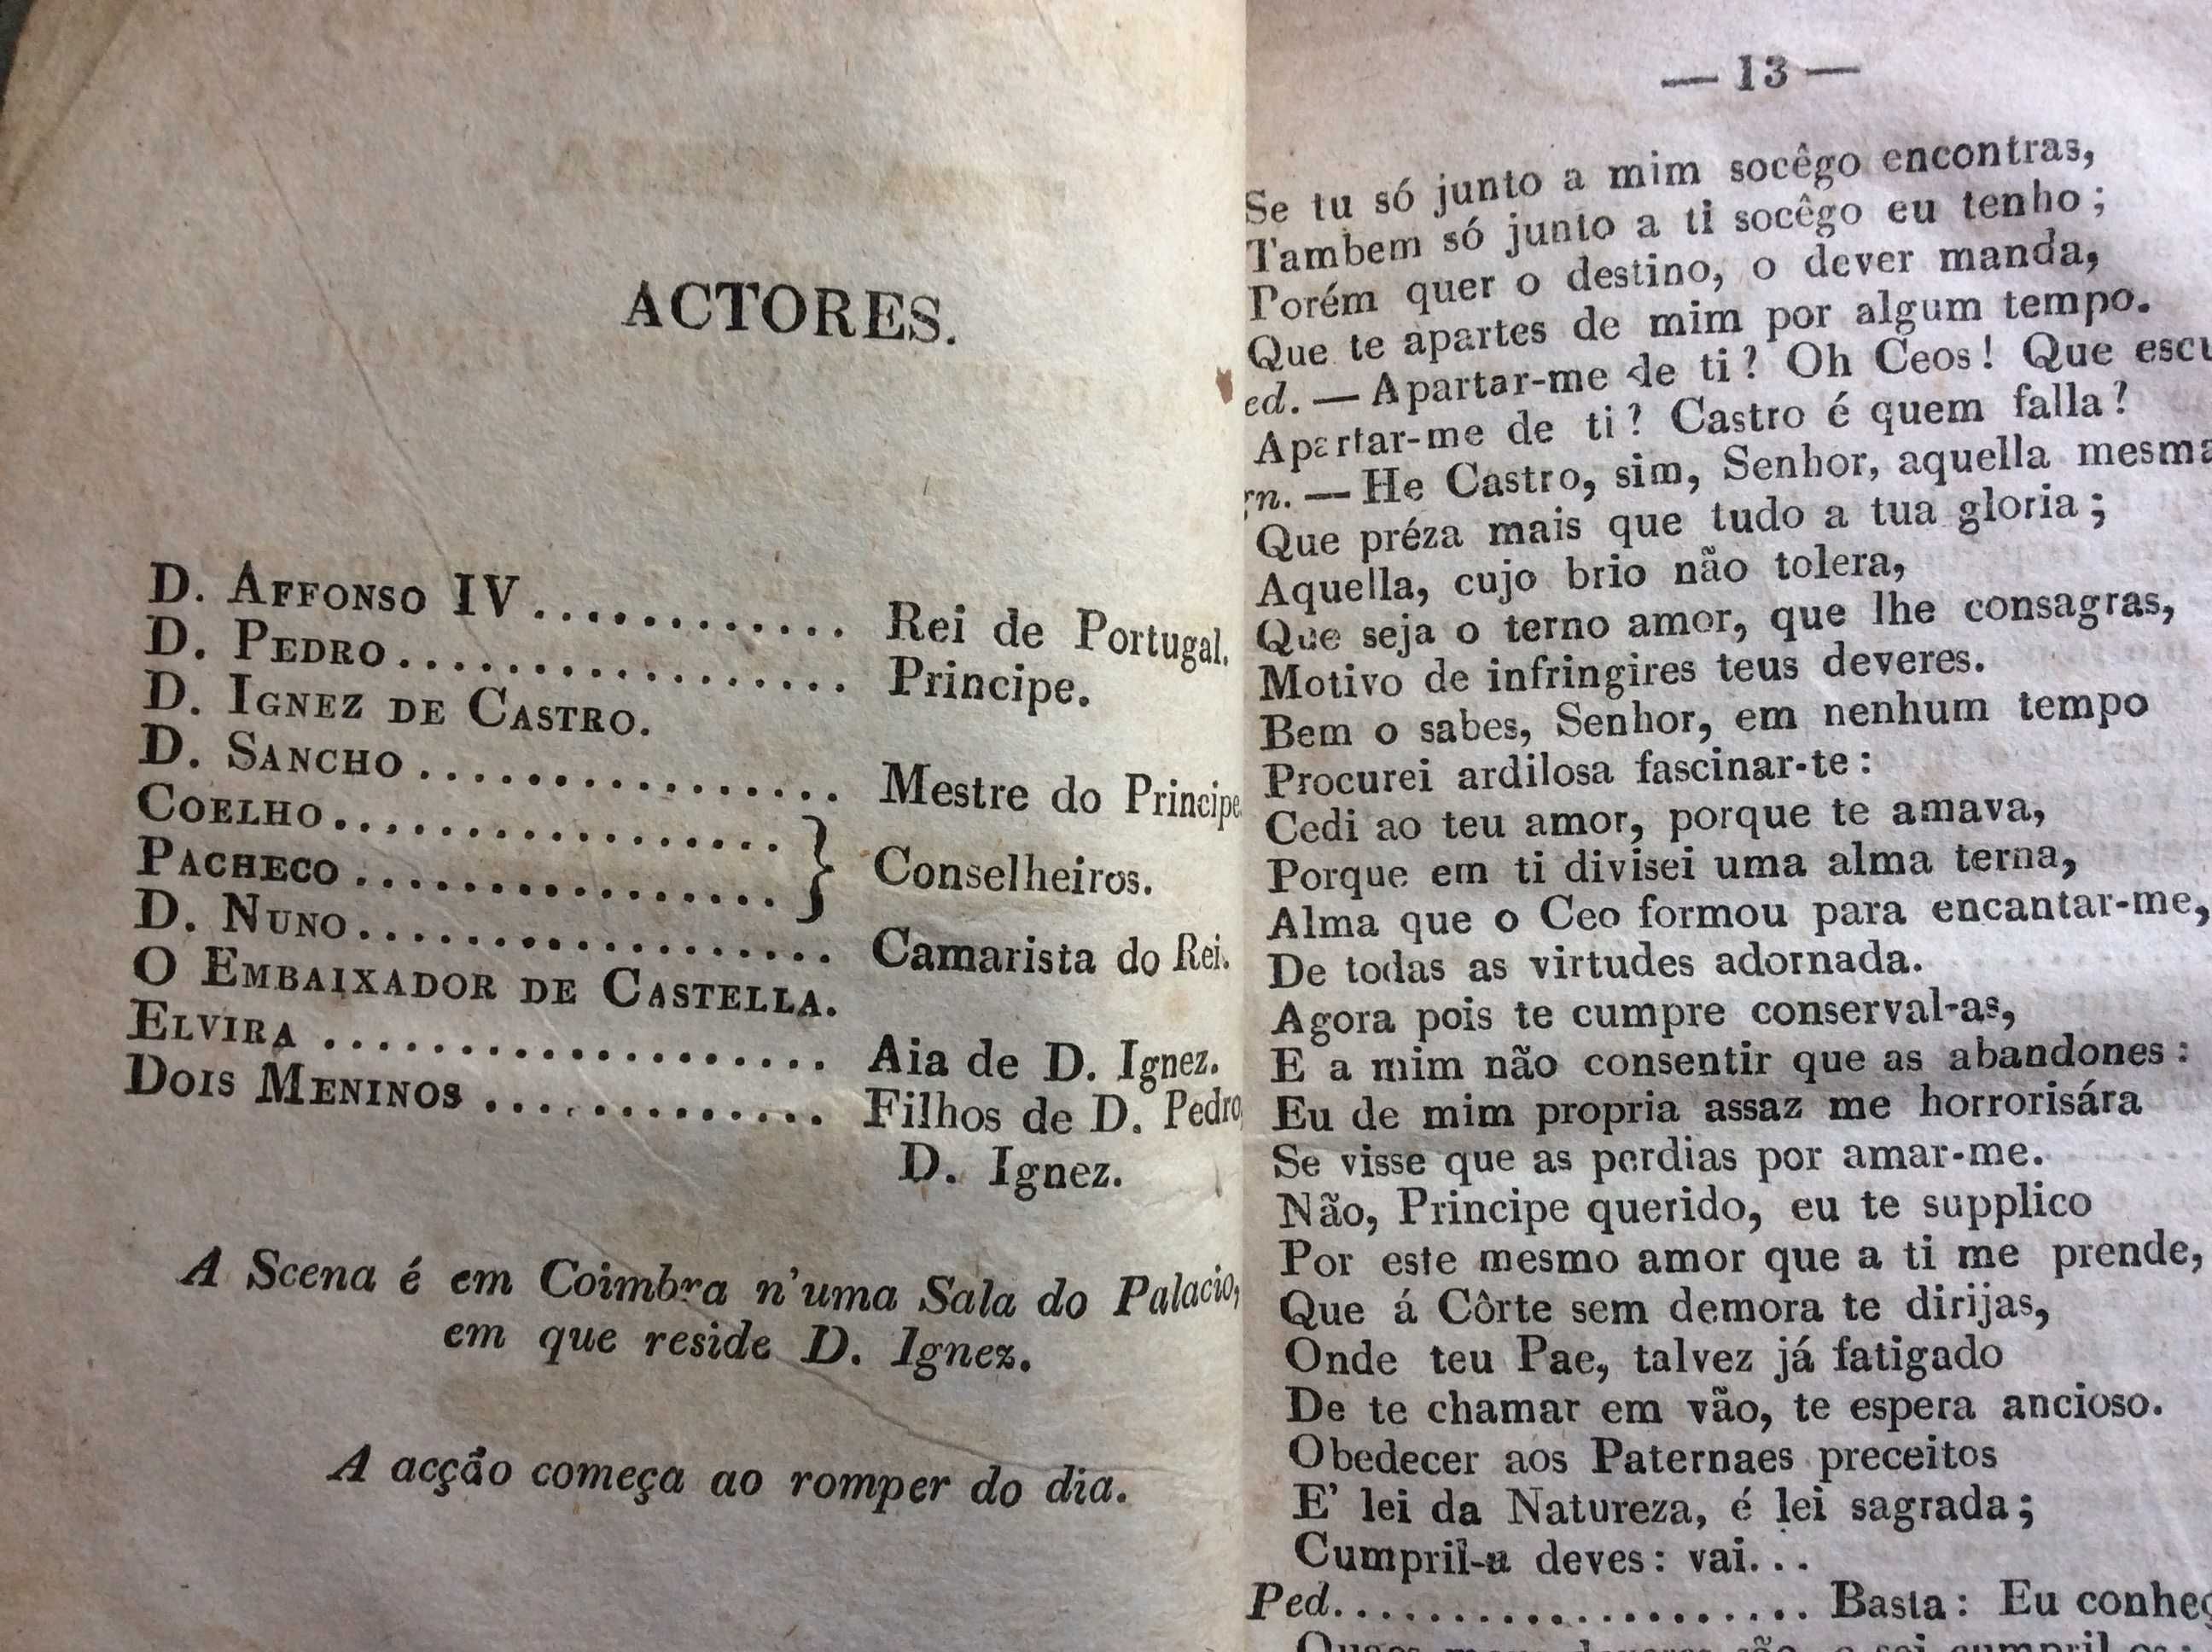 ACTORES.
D. AFFONSO IV............ Rei de Portugal.
D. PEDRO................. Principe.
D. IGNEZ DE CASTRO.
D. SANCHO................ Mestre do Principe
COELHO.................
PACHECO................ } Conselheiros.
D. NUNO.................. Camarista do Rei.
O EMBAIXADOR DE CASTELLA.
ELVIRA ................... Aia de D. Ignez.
DOIS MENINOS ............. Filhos de D. Pedro
D. Ignez.
A Scena é em Coimbra n'uma Sala do Palacio,
em que reside D. Ignez.
A acção começa ao romper do dia.
— 13 —
Se tu só junto a mim socêgo encontras,
Tambem só junto a ti socêgo eu tenho;
Porém quer o destino, o dever manda,
Que te apartes de mim por algum tempo.
ed. — Apartar-me de ti? Oh Ceos! Que
Apartar-me de ti? Castro é quem falla?
gn. — He Castro, sim, Senhor, aquella mesma
Que préza mais que tudo a tua gloria;
Aquella, cujo brio não tolera,
Que seja o terno amor, que lhe consagras,
Motivo de infringires teus deveres.
Bem o sabes, Senhor, em nenhum tempo
Procurei ardilosa fascinar-te:
Cedi ao teu amor, porque te amava,
Porque em ti divisei uma alma terna,
Alma que o Ceo formou para encantar-me,
De todas as virtudes adornada.
Agora pois te cumpre conserval-as,
E a mim não consentir que as abandones:
Eu de mim propria assaz me horrorisára
Se visse que as perdias por amar-me.
Não, Principe querido, eu te supplico
Por este mesmo amor que a ti me prende,
Que á Côrte sem demora te dirijas,
Onde teu Pae, talvez já fatigado
De te chamar em vão, te espera ancioso.
Obedecer aos Paternaes preceitos
E' lei da Natureza, é lei sagrada;
Cumpril-a deves: vai...
Ped.................... Basta: Eu